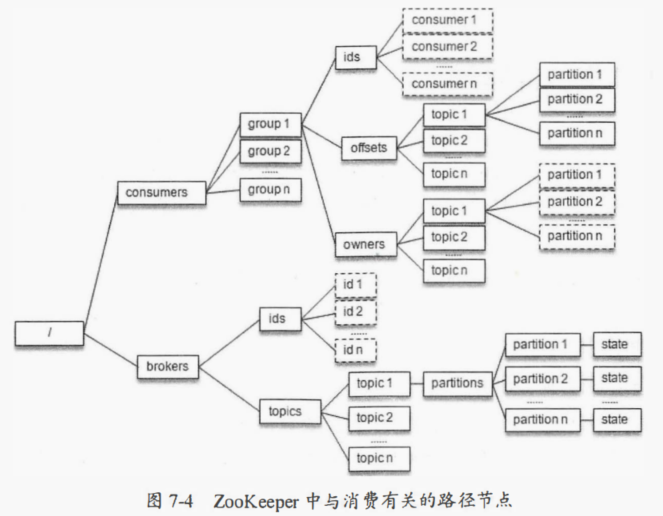 consumer 1
consumer 2
......
consumer n
ids
partition 1
partition 2
......
partition n
group 1
group 2
......
group n
topic 1
topic 2
......
topic n
offsets
consumers
partition 1
partition 2
......
partition n
topic 1
topic 2
......
topic n
owners
id 1
id 2
......
id n
ids
/
brokers
partition 1
state
topic 1
partitions
partition 2
state
topics
topic 2
......
......
partition n
state
......
topic n
图 7-4 ZooKeeper 中与消费有关的路径节点